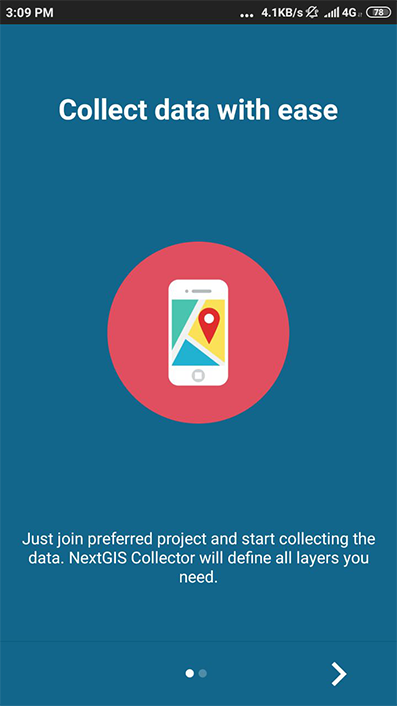 3:09 PM ... 4.1KB/s 4G 78
Collect data with ease
Just join preferred project and start collecting the
data. NextGIS Collector will define all layers you
need.